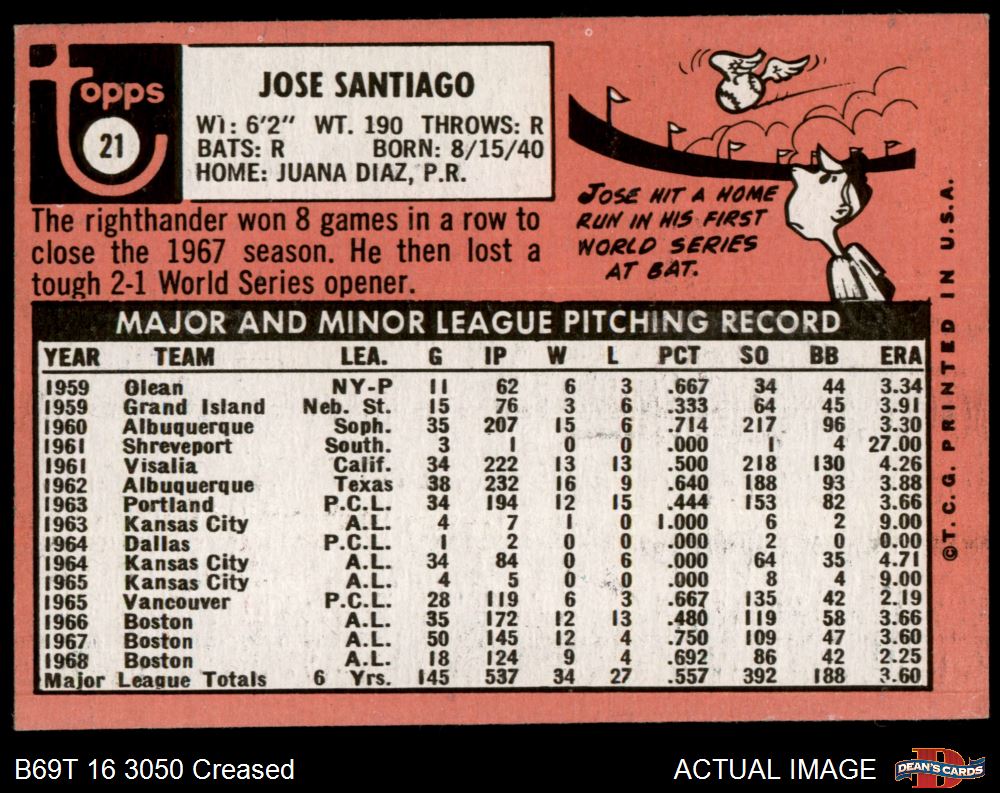 Topps
21
JOSE SANTIAGO
WT: 6'2" WT. 190 THROWS: R
BATS: R BORN: 8/15/40
HOME: JUANA DIAZ, P.R.
The righthander won 8 games in a row to
close the 1967 season. He then lost a
tough 2-1 World Series opener.
JOSE HIT A HOME
RUN IN HIS FIRST
WORLD SERIES
AT BAT.
MAJOR AND MINOR LEAGUE PITCHING RECORD
YEAR TEAM LEA. G IP W L PCT SO BB ERA
1959 Olean NY-P 11 62 6 3 .667 34 44 3.34
1959 Grand Island Neb. St. 15 76 3 6 .333 64 45 3.91
1960 Albuquerque Soph. 35 207 15 6 .714 217 96 3.30
1961 Shreveport South. 3 1 0 0 .000 1 4 27.00
1961 Visalia Calif. 34 222 13 13 .500 218 130 4.26
1962 Albuquerque Texas 38 232 16 9 .640 188 93 3.88
1963 Portland P.C.L. 34 194 12 15 .444 153 82 3.66
1963 Kansas City A.L. 4 7 1 0 1.000 6 2 9.00
1964 Dallas P.C.L. 1 2 0 0 .000 2 0 0.00
1964 Kansas City A.L. 34 84 0 6 .000 64 35 4.71
1965 Kansas City A.L. 4 5 0 0 .000 8 4 9.00
1965 Vancouver P.C.L. 28 119 6 3 .667 135 42 2.19
1966 Boston A.L. 35 172 12 13 .480 119 58 3.66
1967 Boston A.L. 50 145 12 4 .750 109 47 3.60
1968 Boston A.L. 18 124 9 4 .692 86 42 2.25
Major League Totals 6 Yrs. 145 537 34 27 .557 392 188 3.60
©T.C.G. PRINTED IN U.S.A.
B69T 16 3050 Creased
ACTUAL IMAGE
DEAN'S CARDS